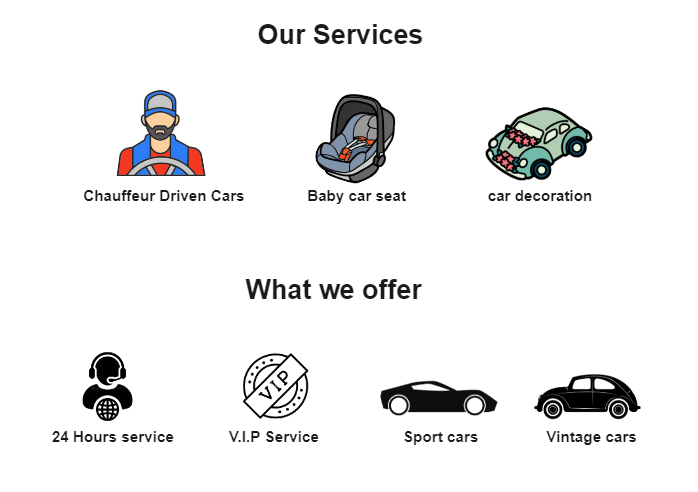 Our Services
Chauffeur Driven Cars
Baby car seat
car decoration
What we offer
VIP
24 Hours service
V.I.P Service
Sport cars
Vintage cars